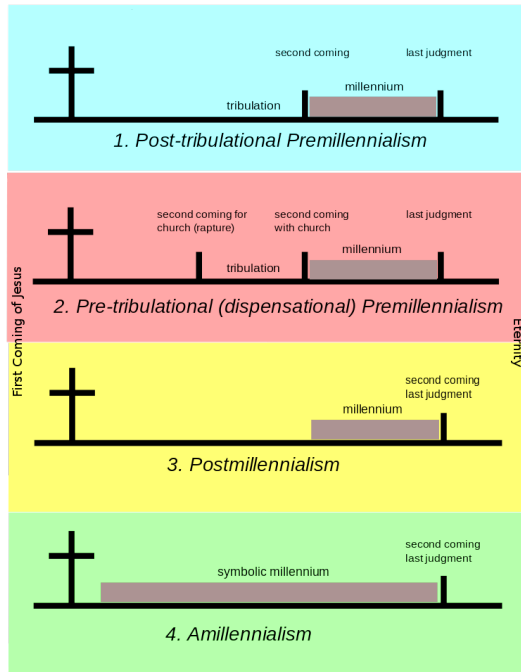 second coming
last judgment
millennium
tribulation
1. Post-tribulational Premillennialism
second coming for
church (rapture)
second coming
with church
last judgment
millennium
tribulation
2. Pre-tribulational (dispensational) Premillennialism
First Coming of Jesus
Eternity
second coming
last judgment
millennium
3. Postmillennialism
second coming
last judgment
symbolic millennium
4. Amillennialism